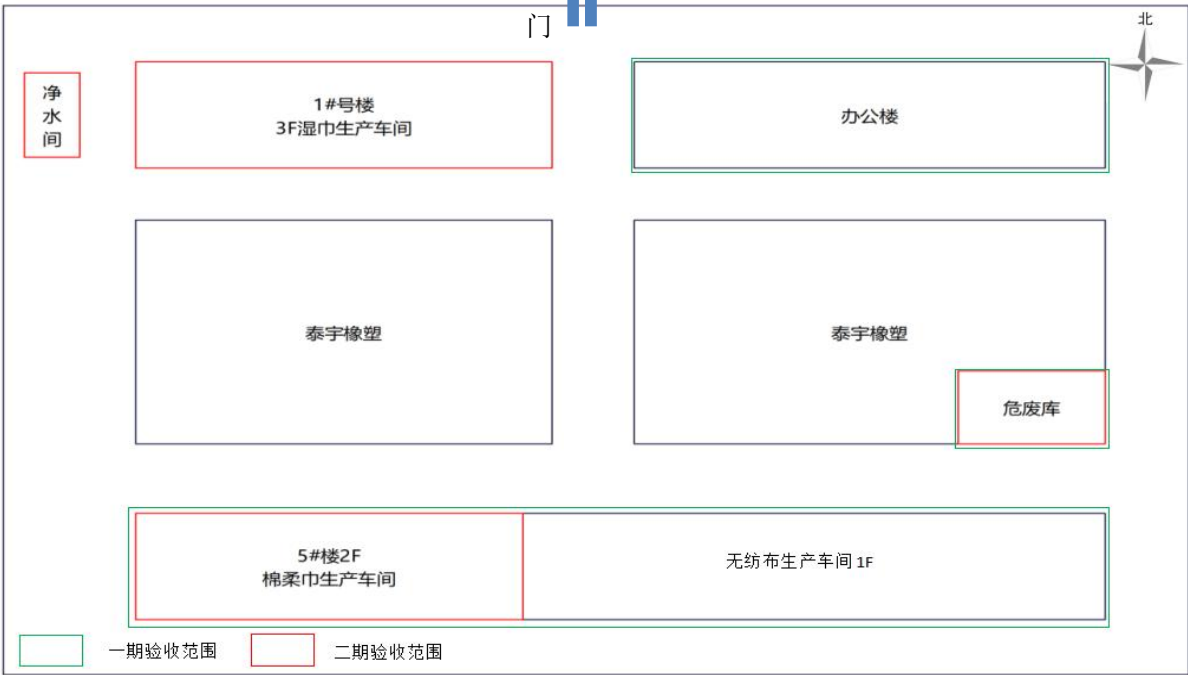 门
北
净
水
间
1#号楼
3F湿巾生产车间
办公楼
泰宇橡塑
泰宇橡塑
危废库
5#楼2F
棉柔巾生产车间
无纺布生产车间 1F
一期验收范围
二期验收范围